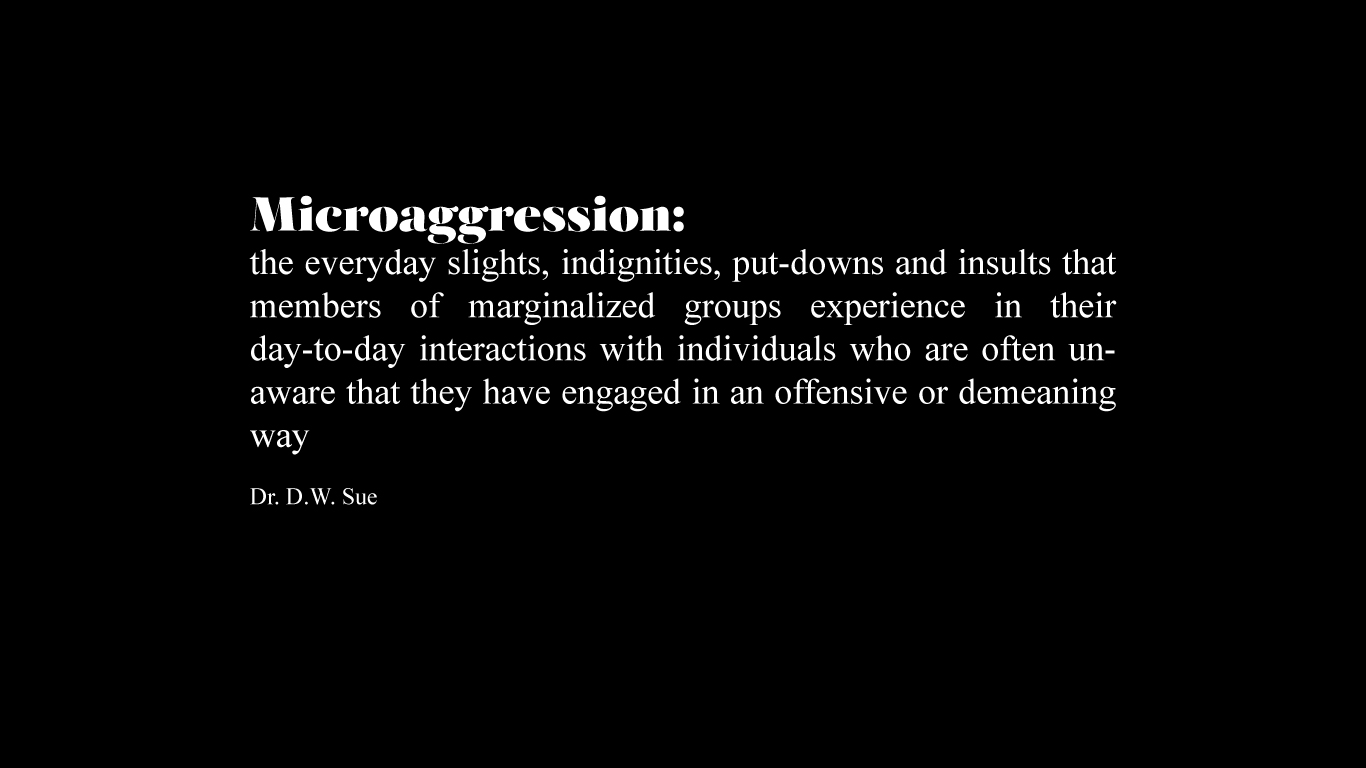 Microaggression:
the everyday slights, indignities, put-downs and insults that
members of marginalized groups experience in their
day-to-day interactions with individuals who are often un-
aware that they have engaged in an offensive or demeaning
way
Dr. D.W. Sue